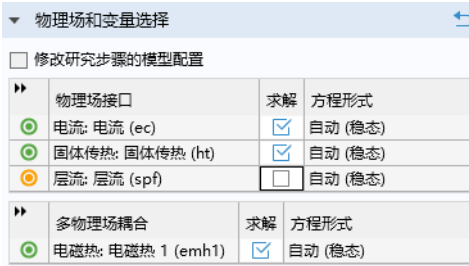 物理场和变量选择
修改研究步骤的模型配置
物理场接口 求解 方程形式
电流: 电流 (ec) 自动 (稳态)
固体传热: 固体传热 (ht) 自动 (稳态)
层流: 层流 (spf) 自动 (稳态)
多物理场耦合 求解 方程形式
电磁热: 电磁热 1 (emh1) 自动 (稳态)